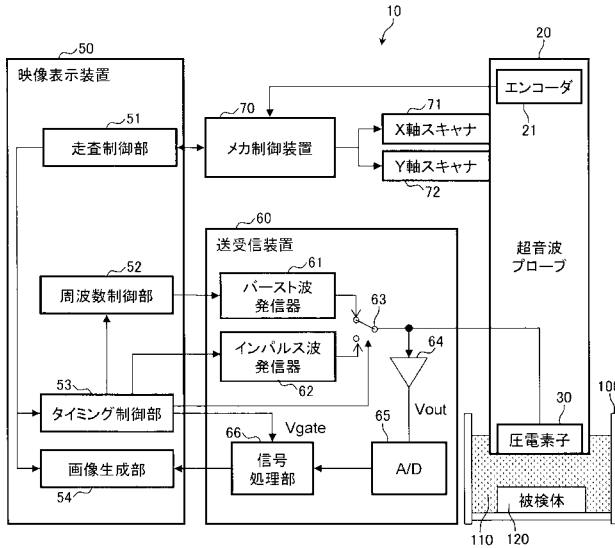 10
50
映像表示装置
20
エンコーダ
21
51
走査制御部
70
メカ制御装置
71
X軸スキャナ
Y軸スキャナ
72
60
送受信装置
超音波
プローブ
52
周波数制御部
61
バースト波
発信器
63
インパルス波
発信器
62
64
53
タイミング制御部
Vgate
Vout
66
信号
処理部
65
A/D
画像生成部
54
30
圧電素子
100
被検体
110
120